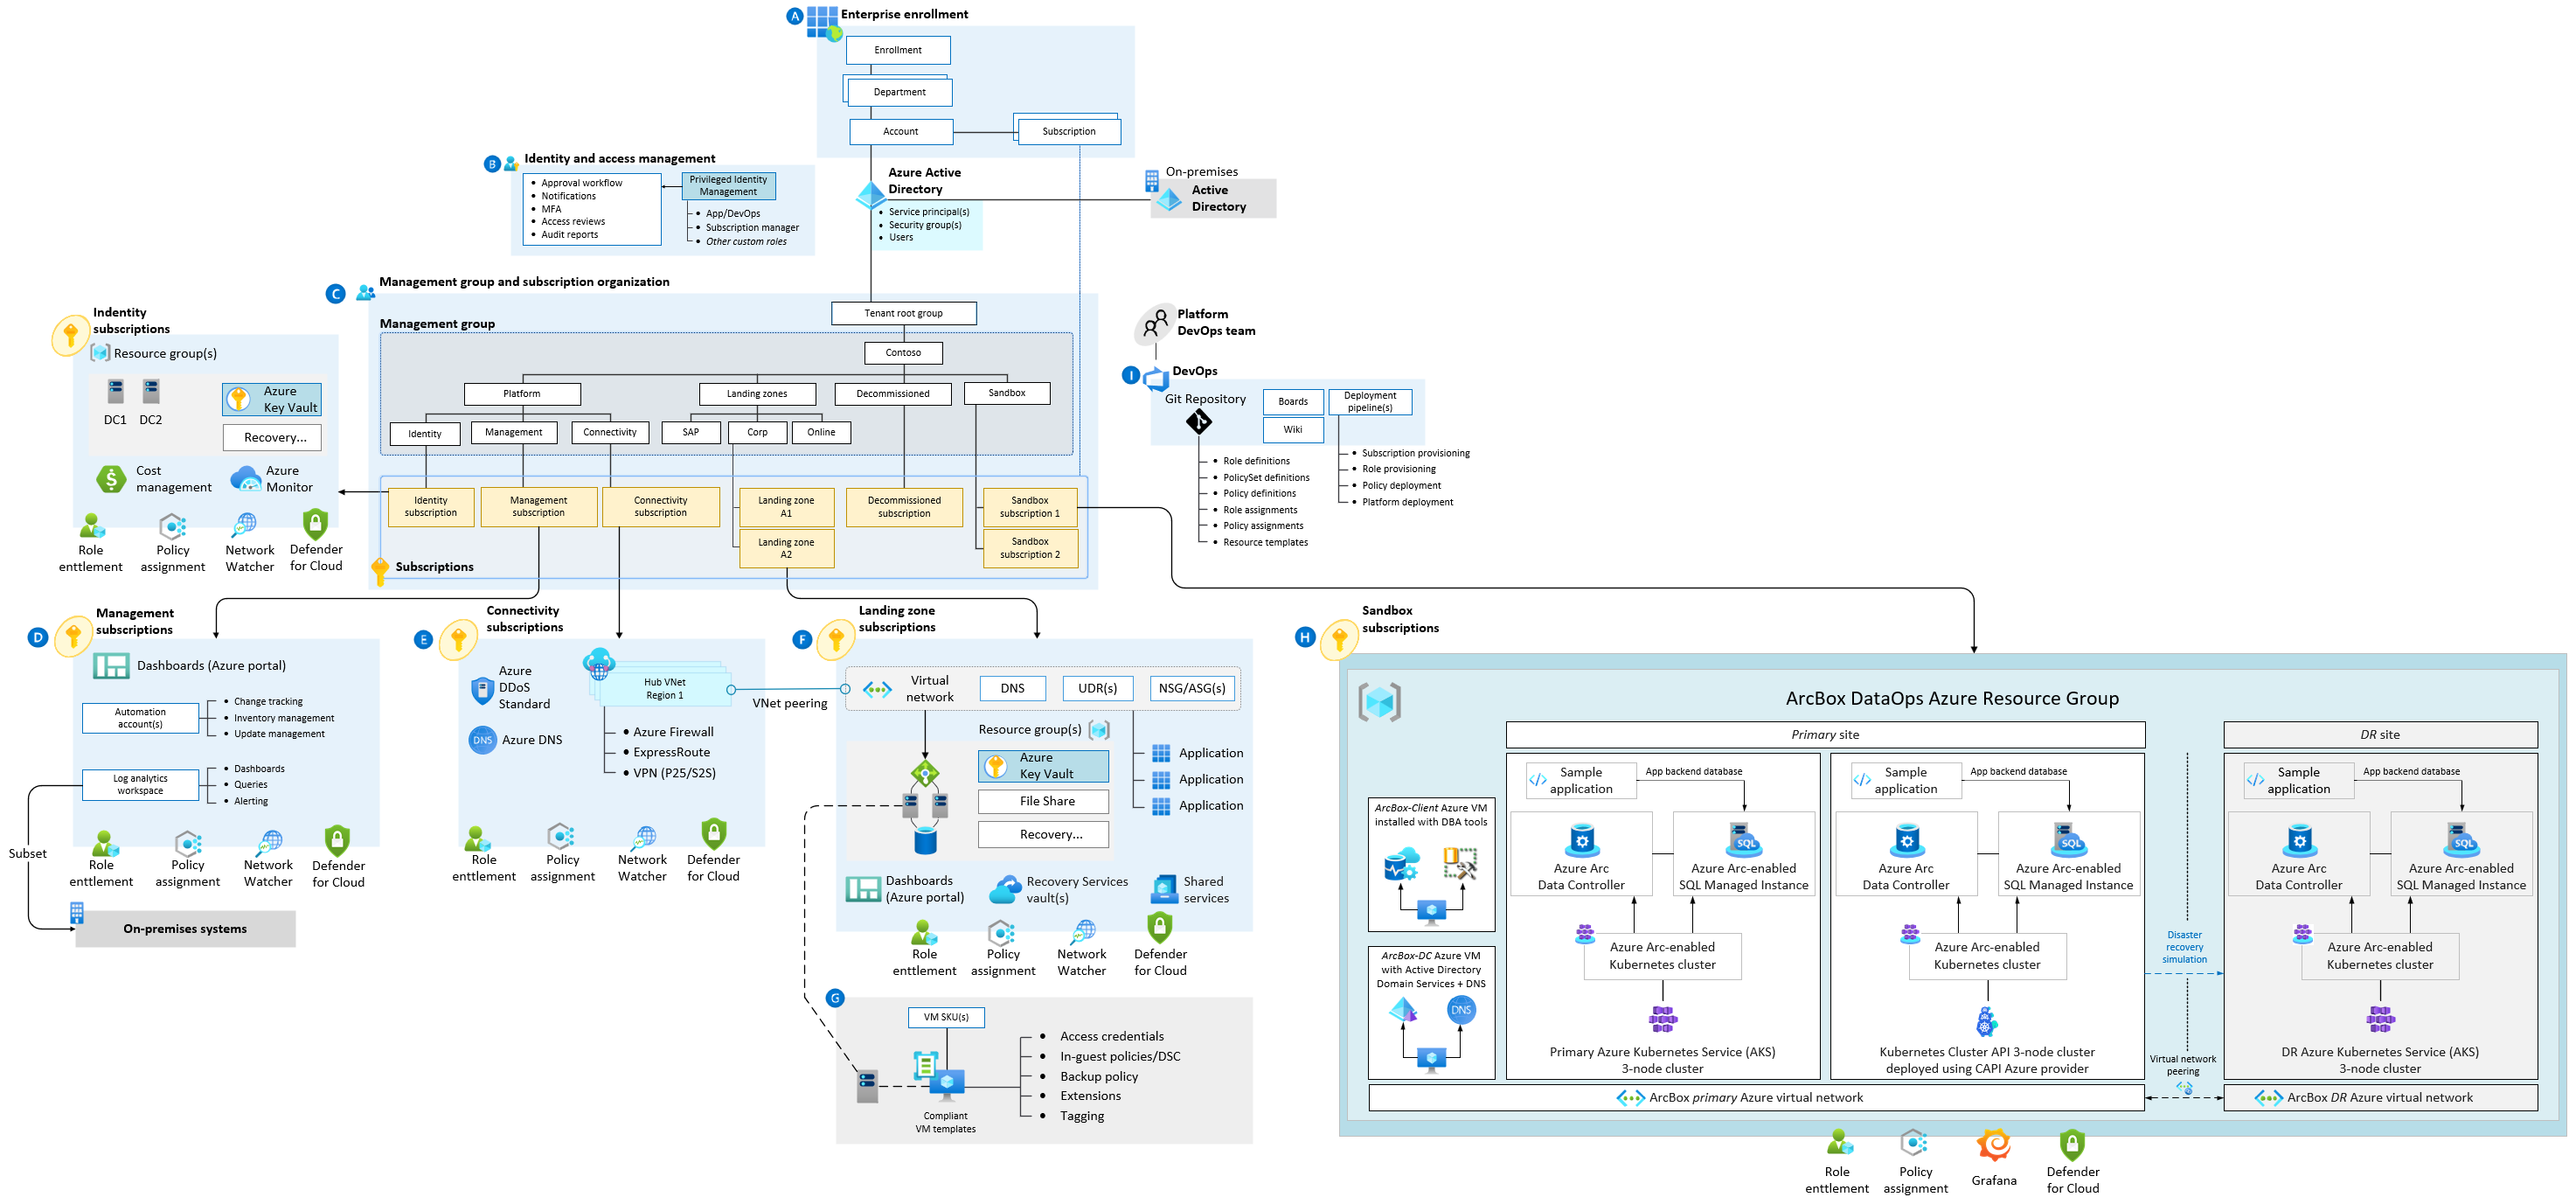 A
Enterprise enrollment
Enrollment
Department
Account
Subscription
B
Identity and access management
Approval workflow
Notifications
MFA
Access reviews
Audit reports
Privileged Identity
Management
App/DevOps
Subscription manager
Other custom roles
Azure Active
Directory
Service principal(s)
Security group(s)
Users
On-premises
Active
Directory
C
Management group and subscription organization
Tenant root group
Management group
Contoso
Platform
Landing zones
Decommissioned
Sandbox
Identity
Management
Connectivity
SAP
Corp
Online
Identity
subscription
Management
subscription
Connectivity
subscription
Landing zone
A1
Landing zone
A2
Decommissioned
subscription
Sandbox
subscription 1
Sandbox
subscription 2
Subscriptions
Indentity
subscriptions
Resource group(s)
DC1
DC2
Azure
Key Vault
Recovery...
Cost
management
Azure
Monitor
Role
enttlement
Policy
assignment
Network
Watcher
Defender
for Cloud
Platform
DevOps team
I
DevOps
Git Repository
Boards
Wiki
Deployment
pipeline(s)
Role definitions
PolicySet definitions
Policy definitions
Role assignments
Policy assignments
Resource templates
Subscription provisioning
Role provisioning
Policy deployment
Platform deployment
D
Management
subscriptions
Dashboards (Azure portal)
Automation
account(s)
Change tracking
Inventory management
Update management
Log analytics
workspace
Dashboards
Queries
Alerting
Subset
Role
enttlement
Policy
assignment
Network
Watcher
Defender
for Cloud
On-premises systems
E
Connectivity
subscriptions
Azure
DDoS
Standard
DNS
Azure DNS
Hub VNet
Region 1
Azure Firewall
ExpressRoute
VPN (P25/S2S)
VNet peering
Role
enttlement
Policy
assignment
Network
Watcher
Defender
for Cloud
F
Landing zone
subscriptions
Virtual
network
DNS
UDR(s)
NSG/ASG(s)
Resource group(s)
Azure
Key Vault
File Share
Recovery...
Application
Application
Application
Dashboards
(Azure portal)
Recovery Services
vault(s)
Shared
services
Role
enttlement
Policy
assignment
Network
Watcher
Defender
for Cloud
G
VM SKU(s)
Compliant
VM templates
Access credentials
In-guest policies/DSC
Backup policy
Extensions
Tagging
H
Sandbox
subscriptions
ArcBox DataOps Azure Resource Group
Primary site
DR site
ArcBox-Client Azure VM
installed with DBA tools
ArcBox-DC Azure VM
with Active Directory
Domain Services + DNS
DNS
Sample
application
App backend database
Azure Arc
Data Controller
SQL
Azure Arc-enabled
SQL Managed Instance
Azure Arc-enabled
Kubernetes cluster
Primary Azure Kubernetes Service (AKS)
3-node cluster
Sample
application
App backend database
Azure Arc
Data Controller
SQL
Azure Arc-enabled
SQL Managed Instance
Azure Arc-enabled
Kubernetes cluster
Kubernetes Cluster API 3-node cluster
deployed using CAPI Azure provider
Disaster
recovery
simulation
Virtual network
peering
Sample
application
App backend database
Azure Arc
Data Controller
SQL
Azure Arc-enabled
SQL Managed Instance
Azure Arc-enabled
Kubernetes cluster
DR Azure Kubernetes Service (AKS)
3-node cluster
ArcBox primary Azure virtual network
ArcBox DR Azure virtual network
Role
enttlement
Policy
assignment
Grafana
Defender
for Cloud